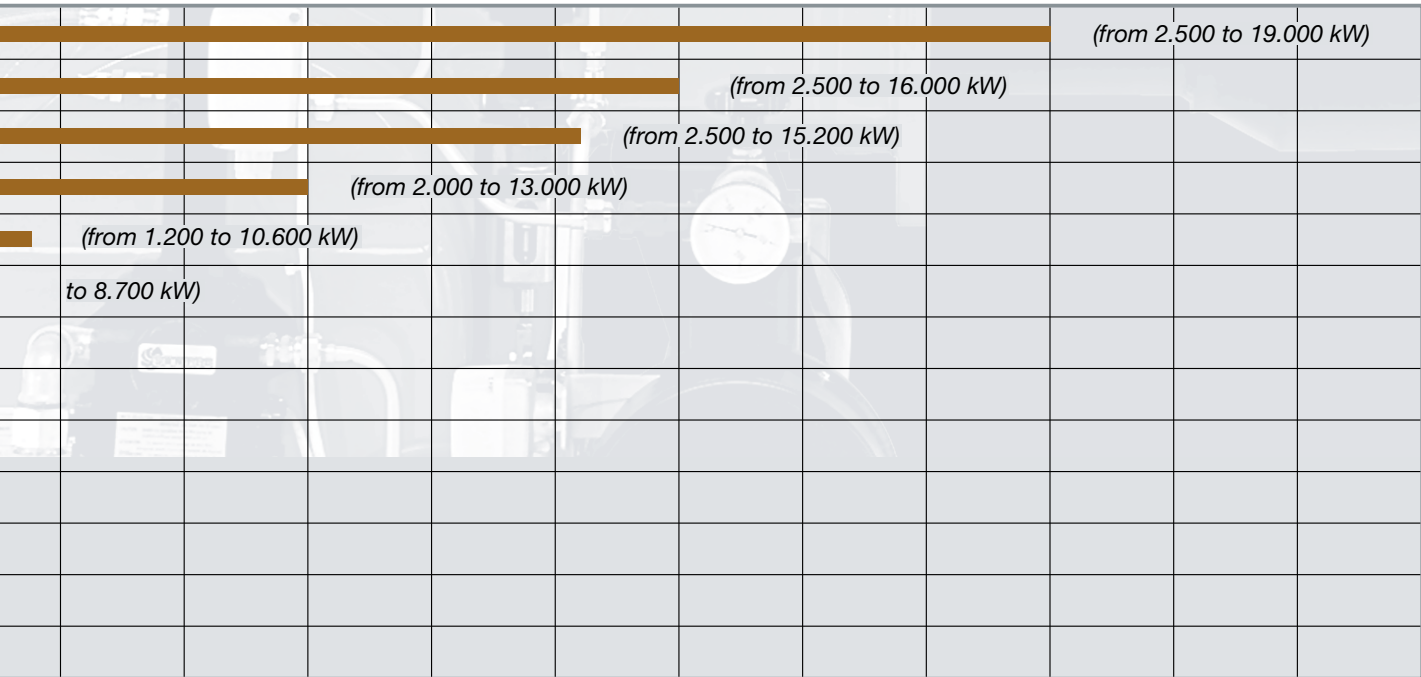 (from 2.500 to 19.000 kW)
(from 2.500 to 16.000 kW)
(from 2.500 to 15.200 kW)
(from 2.000 to 13.000 kW)
(from 1.200 to 10.600 kW)
to 8.700 kW)